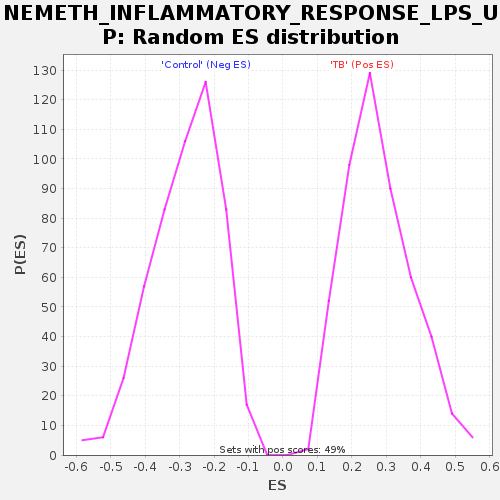 NEMETH_INFLAMMATORY_RESPONSE_LPS_U
P: Random ES distribution
'Control' (Neg ES) 'TB' (Pos ES)
130
120
110
100
90
80
70
60
50
40
30
20
10
0
P(ES)
Sets with pos scores: 49%
-0.6 -0.5 -0.4 -0.3 -0.2 -0.1 0.0 0.1 0.2 0.3 0.4 0.5 0.6
ES